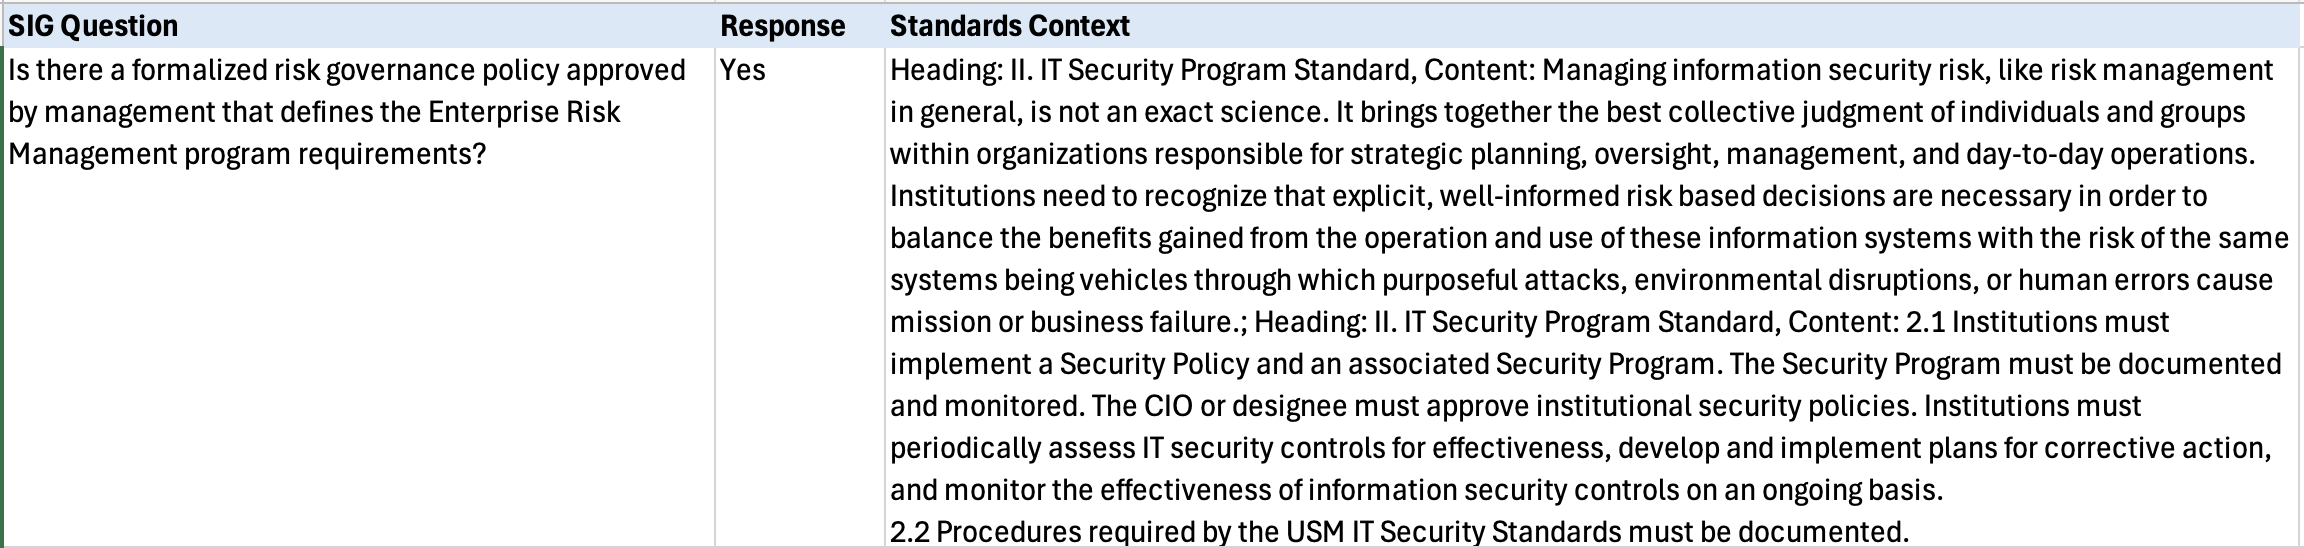 SIG Question
Response
Standards Context
Is there a formalized risk governance policy approved
by management that defines the Enterprise Risk
Management program requirements?
Yes
Heading: II. IT Security Program Standard, Content: Managing information security risk, like risk management
in general, is not an exact science. It brings together the best collective judgment of individuals and groups
within organizations responsible for strategic planning, oversight, management, and day-to-day operations.
Institutions need to recognize that explicit, well-informed risk based decisions are necessary in order to
balance the benefits gained from the operation and use of these information systems with the risk of the same
systems being vehicles through which purposeful attacks, environmental disruptions, or human errors cause
mission or business failure.; Heading: II. IT Security Program Standard, Content: 2.1 Institutions must
implement a Security Policy and an associated Security Program. The Security Program must be documented
and monitored. The CIO or designee must approve institutional security policies. Institutions must
periodically assess IT security controls for effectiveness, develop and implement plans for corrective action,
and monitor the effectiveness of information security controls on an ongoing basis.
2.2 Procedures required by the USM IT Security Standards must be documented.